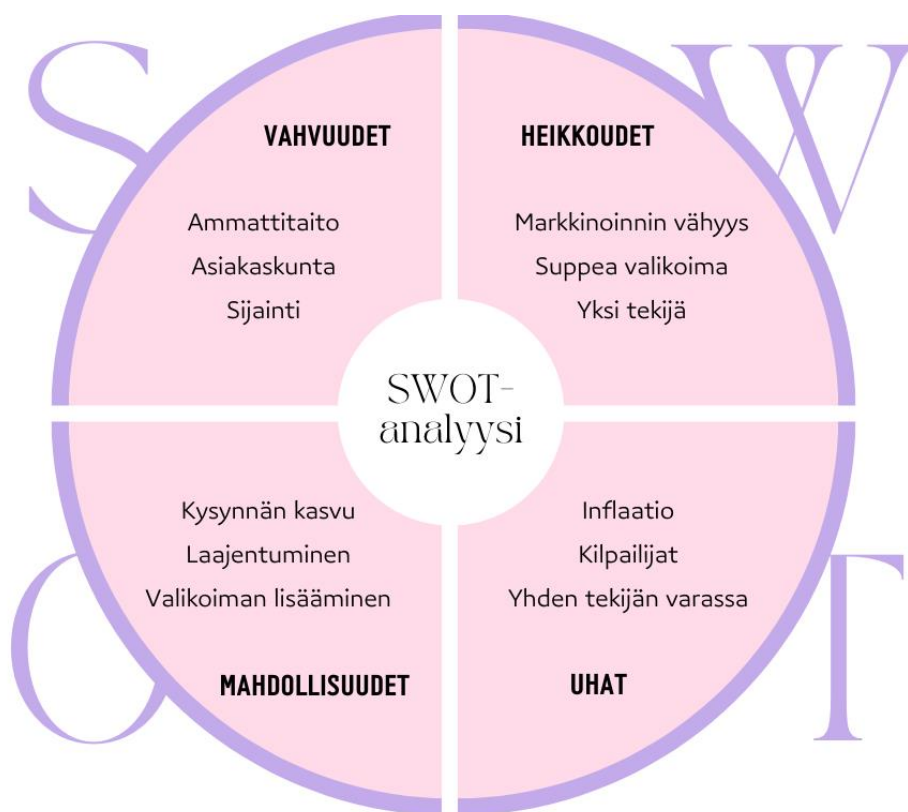 S
W
VAHVUUDET
Ammattitaito
Asiakaskunta
Sijainti
HEIKKOUDET
Markkinoinnin vähyys
Suppea valikoima
Yksi tekijä
SWOT-
analyysi
Kysynnän kasvu
Laajentuminen
Valikoiman lisääminen
MAHDOLLISUUDET
Inflaatio
Kilpailijat
Yhden tekijän varassa
UHAT
O
T